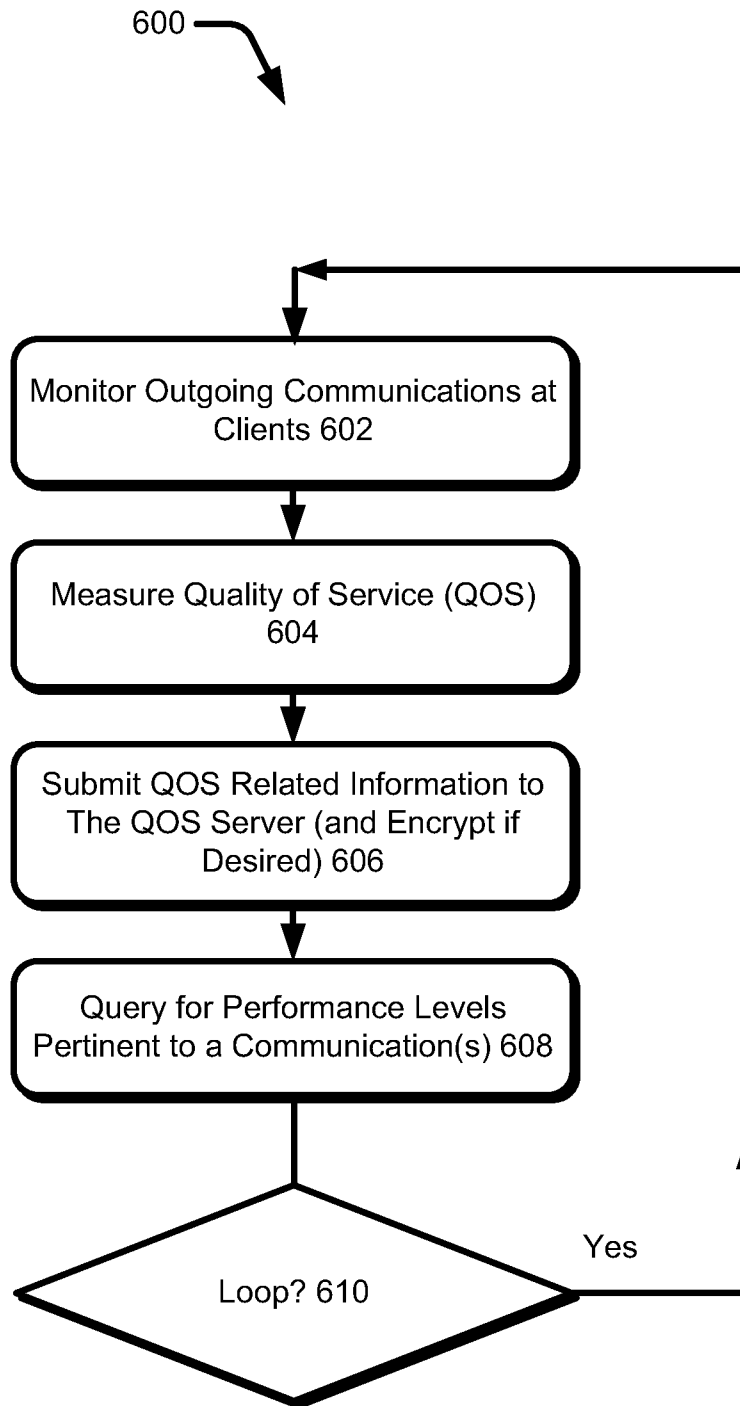 600
Monitor Outgoing Communications at
Clients 602
Measure Quality of Service (QOS)
604
Submit QOS Related Information to
The QOS Server (and Encrypt if
Desired) 606
Query for Performance Levels
Pertinent to a Communication(s) 608
Yes
Loop? 610